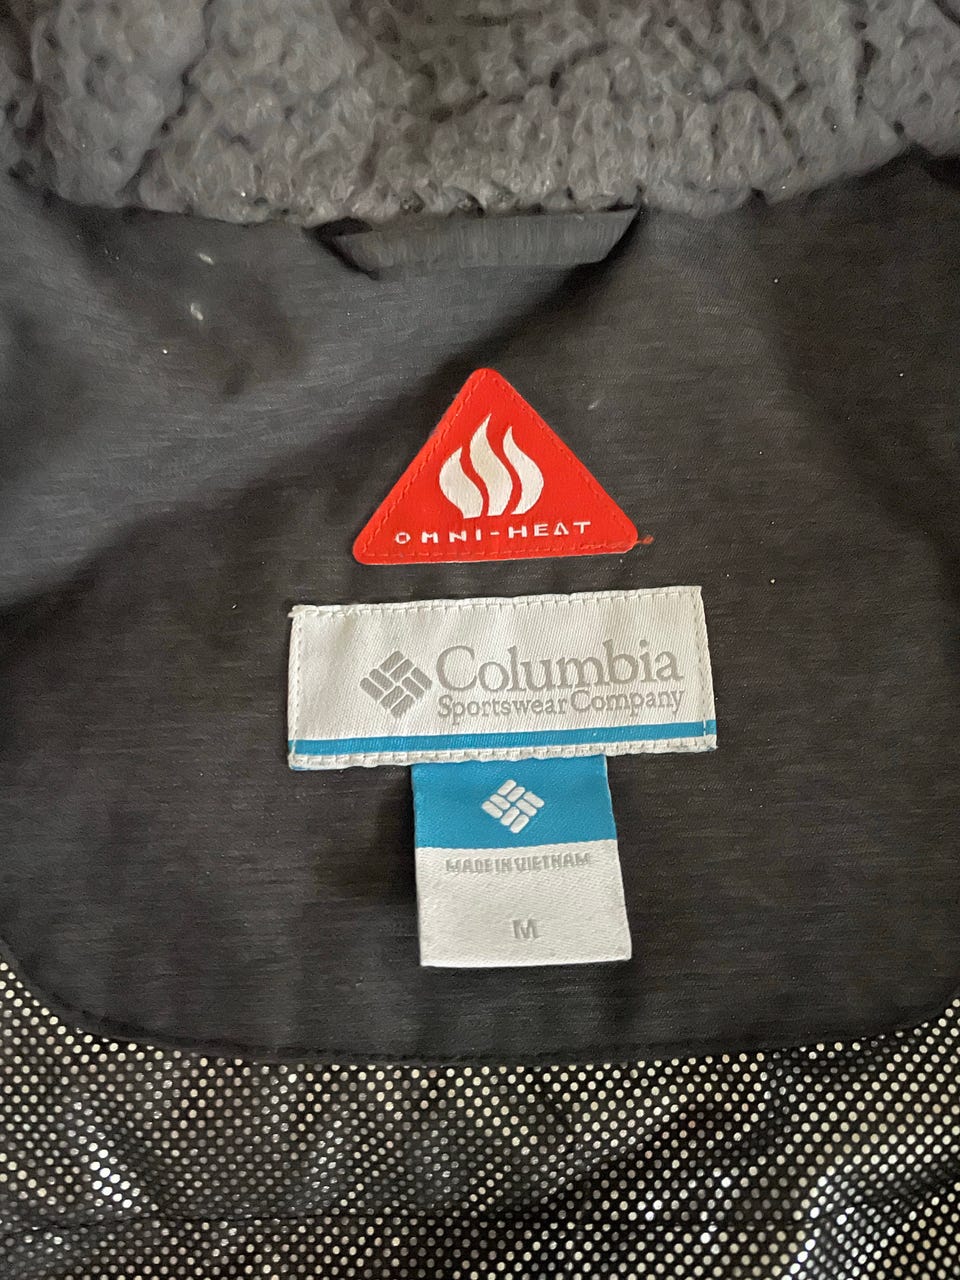 OMNI-HEAT
Columbia
Sportswear Company
MADE IN VIETNAM
M